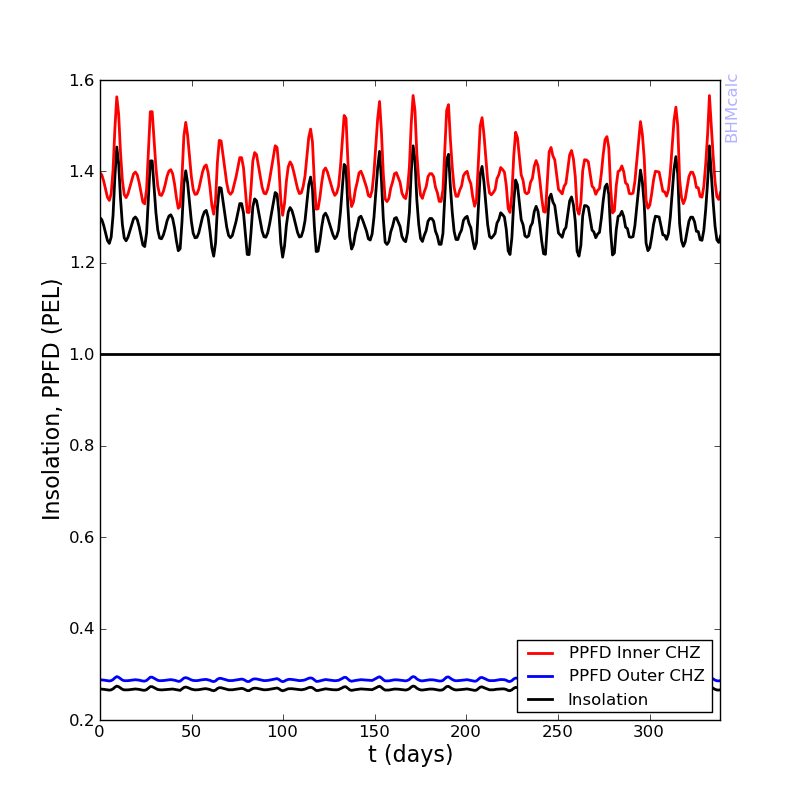 BHMcalc
Insolation, PPFD (PEL)
1.6
1.4
1.2
1.0
0.8
0.6
0.4
0.2
PPFD Inner CHZ
PPFD Outer CHZ
Insolation
0 50 100 150 200 250 300
t (days)